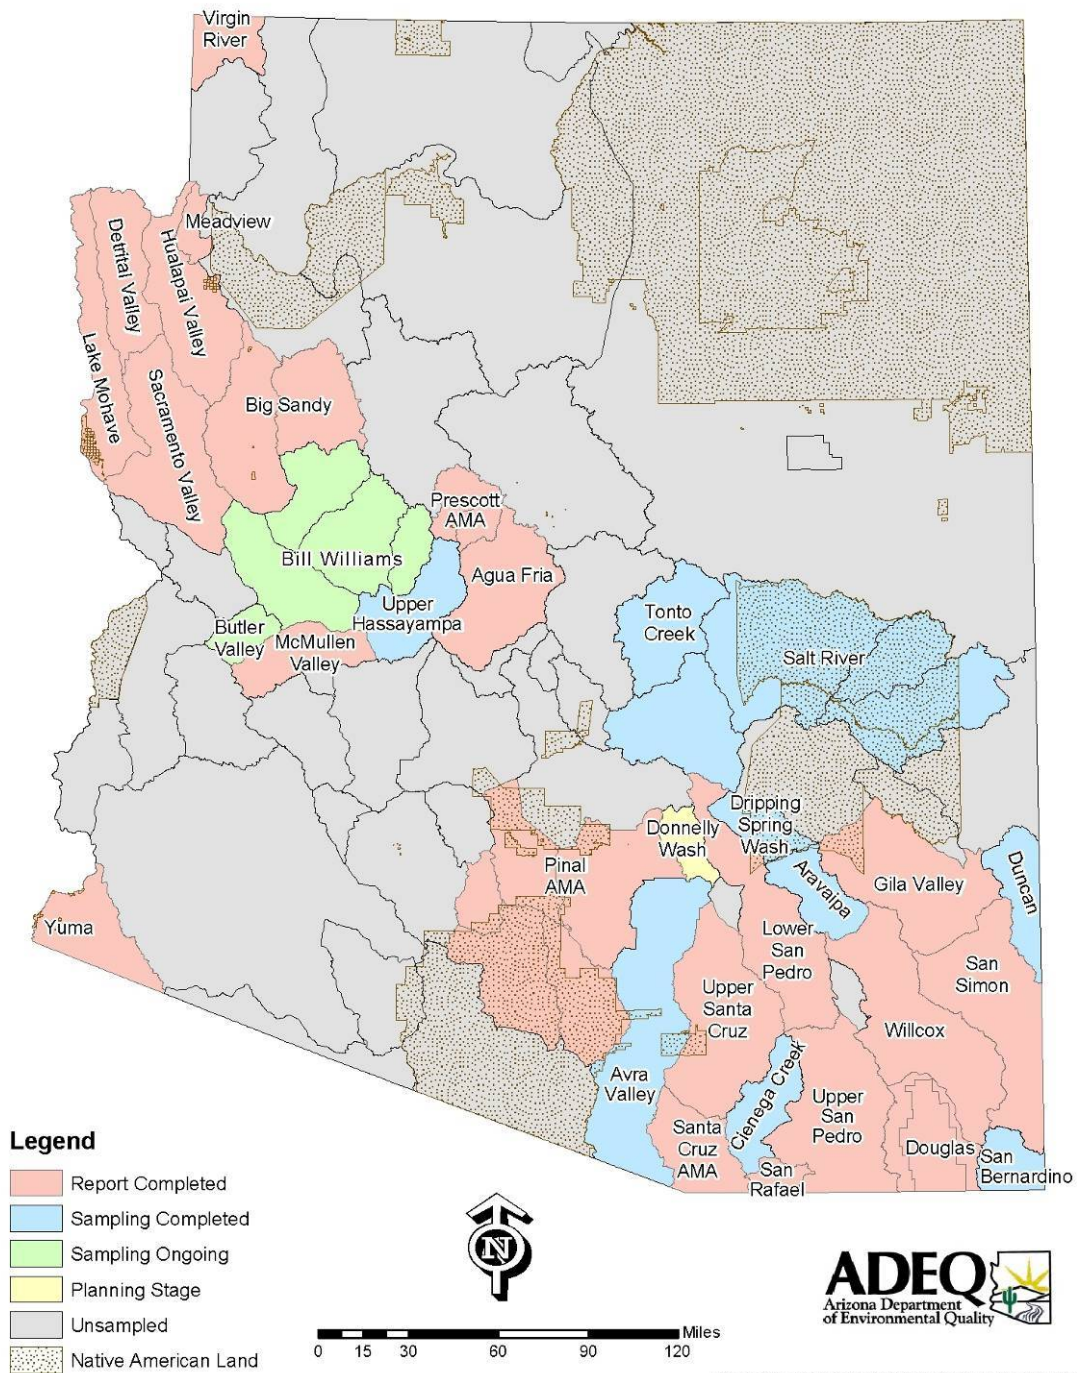 Virgin
River
Meadview
Detrital Valley
Hualapai Valley
Lake Mohave
Sacramento Valley
Big Sandy
Prescott
AMA
Bill Williams
Agua Fria
Upper
Hassayampa
Butler
Valley
McMullen
Valley
Tonto
Creek
Salt River
Dripping
Spring
Wash
Donnelly
Wash
Pinal
AMA
Aravaipa
Gila Valley
Duncan
Yuma
Lower
San
Pedro
San
Simon
Upper
Santa
Cruz
Willcox
Avra
Valley
Cienega Creek
Upper
San
Pedro
Santa
Cruz
AMA
San
Rafael
Douglas
San
Bernardino
Legend
Report Completed
Sampling Completed
Sampling Ongoing
Planning Stage
Unsampled
Native American Land
N
Miles
0 15 30 60 90 120
ADEQ
Arizona Department
of Environmental Quality